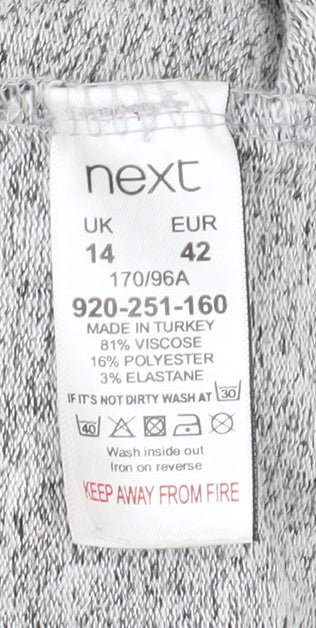 next
UK EUR
14 42
170/96A
920-251-160
MADE IN TURKEY
81% VISCOSE
16% POLYESTER
3% ELASTANE
IF IT'S NOT DIRTY WASH AT 30
40
Wash inside out
Iron on reverse
KEEP AWAY FROM FIRE